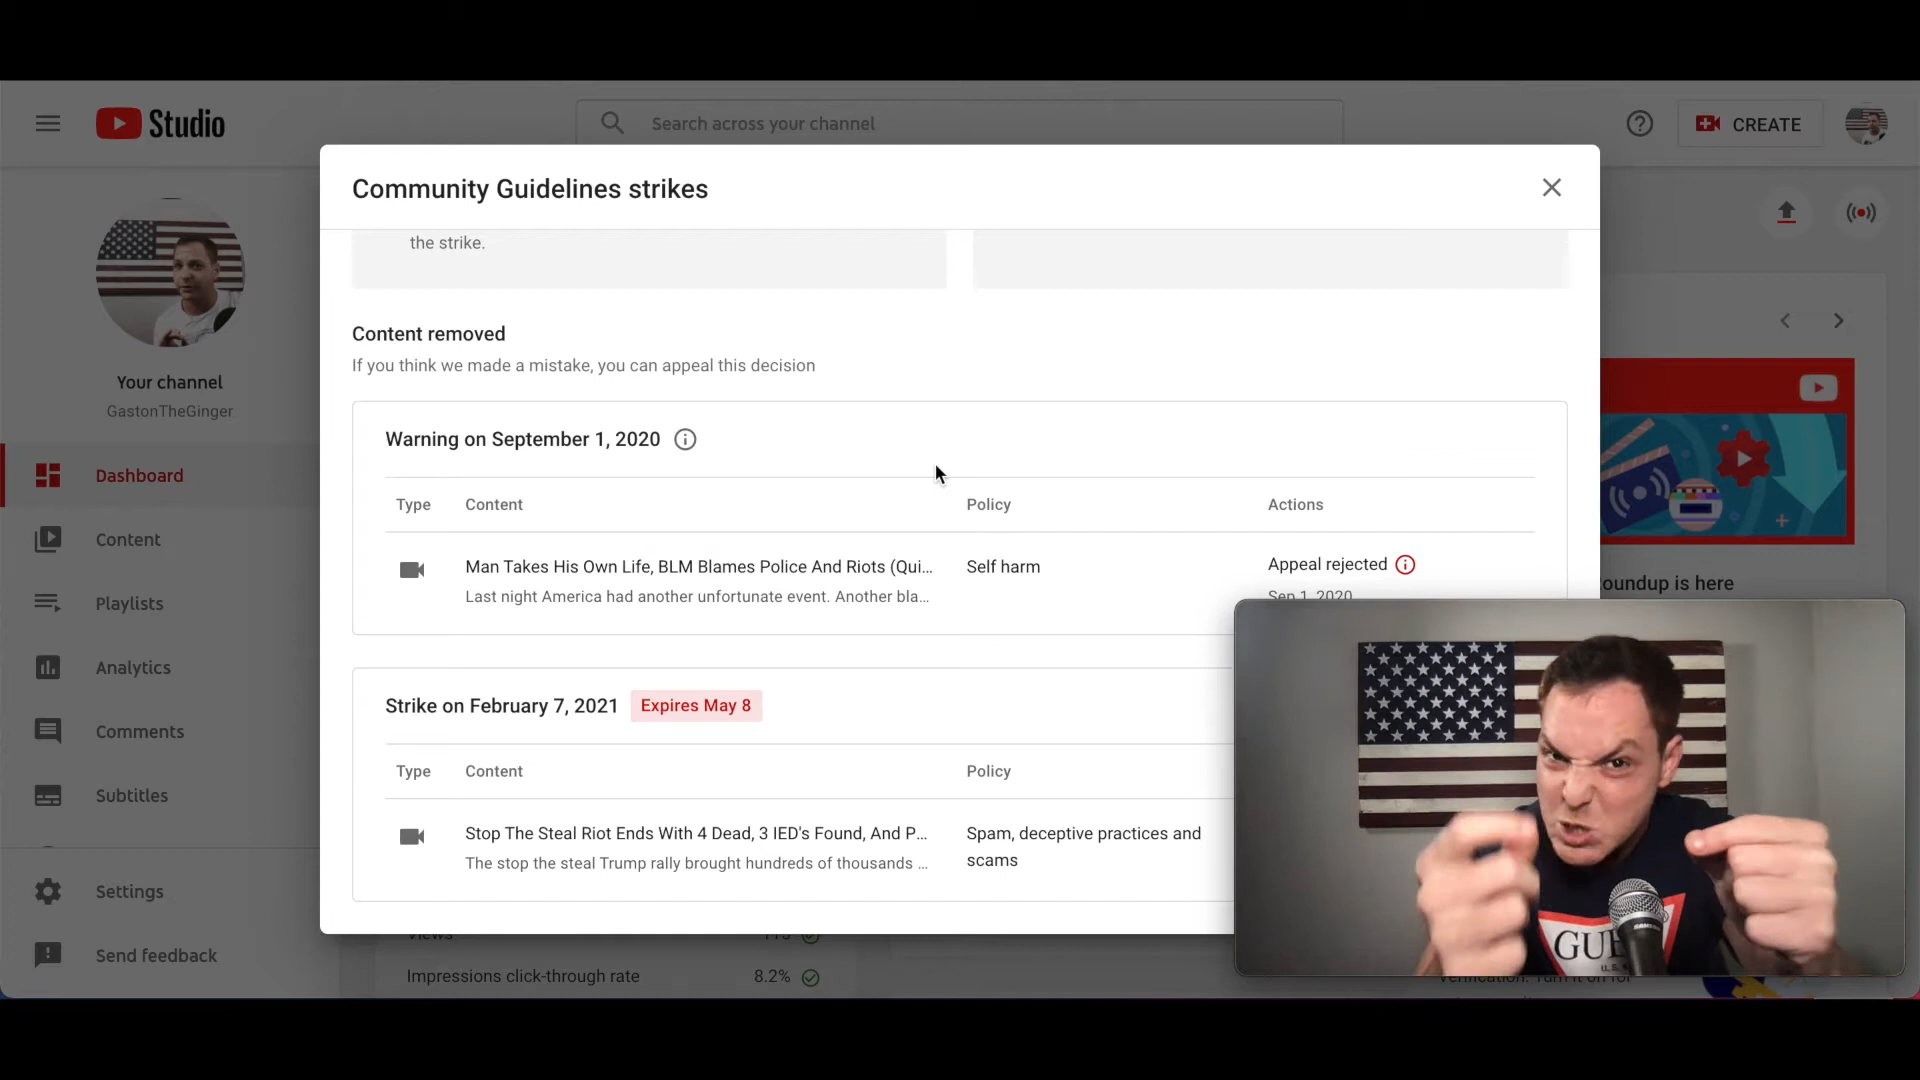 Studio
Search across your channel
CREATE
Community Guidelines strikes
the strike.
Content removed
If you think we made a mistake, you can appeal this decision
Your channel
GastonTheGinger
Dashboard
Content
Playlists
Analytics
Comments
Subtitles
Settings
Send feedback
Warning on September 1, 2020
Type Content Policy Actions
Man Takes His Own Life, BLM Blames Police And Riots (Qui... Self harm Appeal rejected
Last night America had another unfortunate event. Another bla... Sep 1, 2020
Strike on February 7, 2021 Expires May 8
Type Content Policy
Stop The Steal Riot Ends With 4 Dead, 3 IED's Found, And P... Spam, deceptive practices and
The stop the steal Trump rally brought hundreds of thousands ... scams
oundup is here
Views
Impressions click-through rate 8.2%
GUE
U.S.